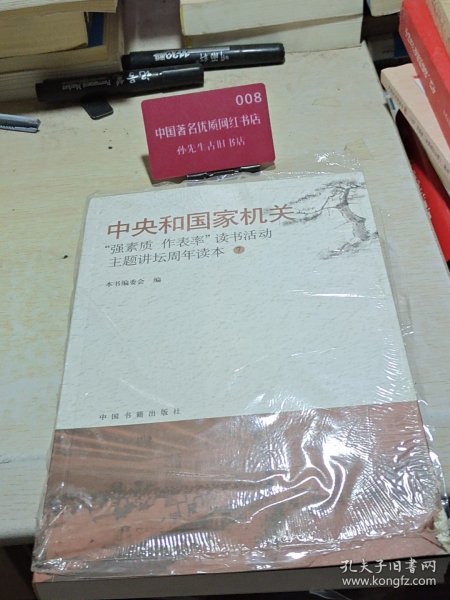 008
中国著名优质网红书店
孙先生古旧书店
中央和国家机关
“强素质 作表率”读书活动
主题讲坛周年读本
本书编委会 编
中国书籍出版社
孔夫子旧书网
www.kongfz.com